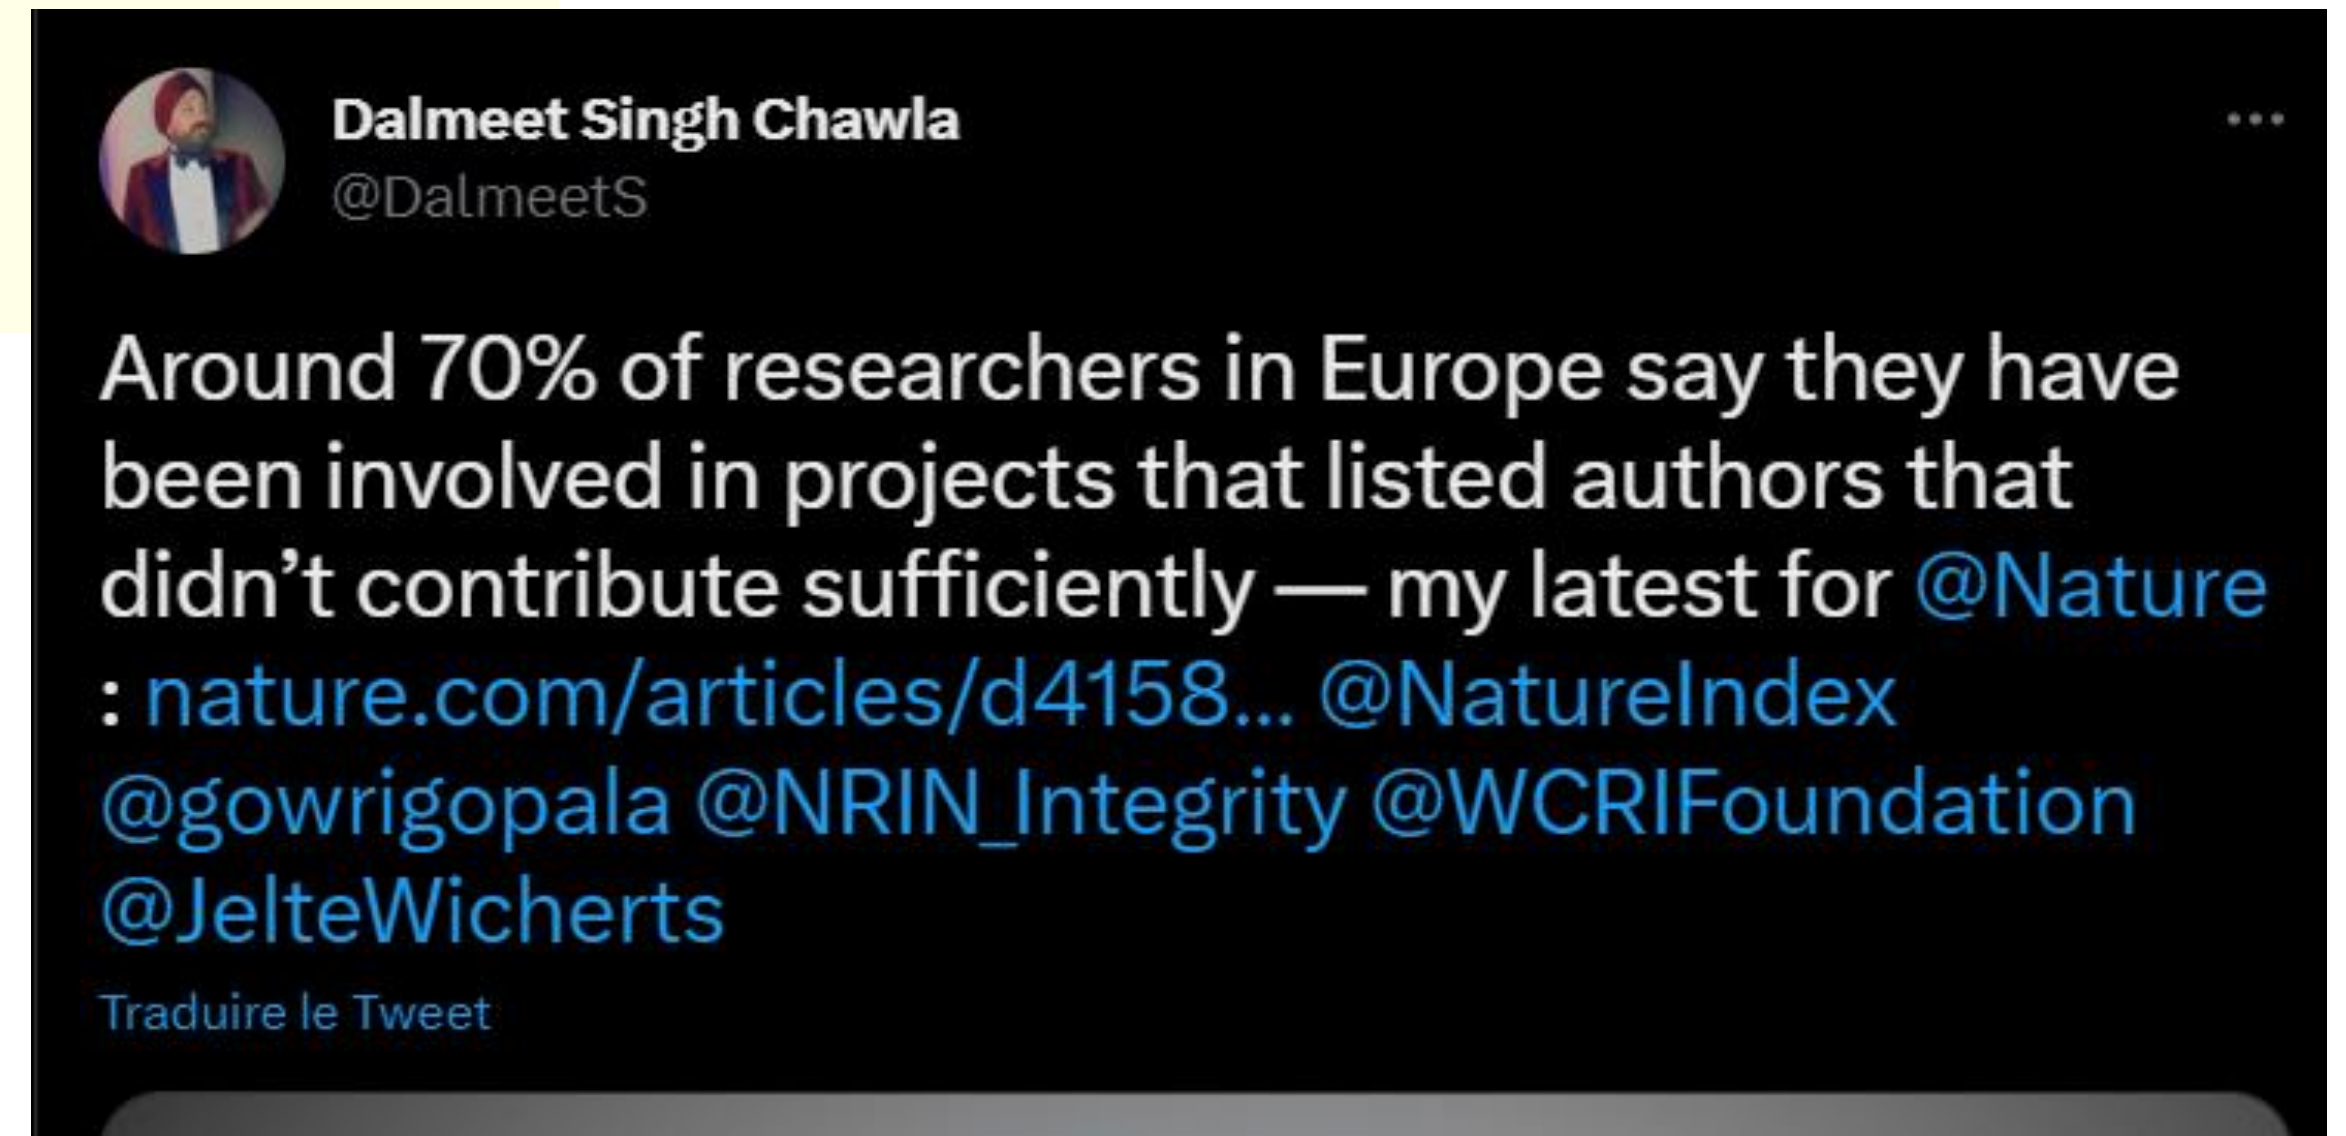 Dalmeet Singh Chawla
@DalmeetS
Around 70% of researchers in Europe say they have
been involved in projects that listed authors that
didn’t contribute sufficiently — my latest for @Nature
: nature.com/articles/d4158... @NatureIndex
@gowrigopala @NRIN_Integrity @WCRIFoundation
@JelteWicherts
Traduire le Tweet